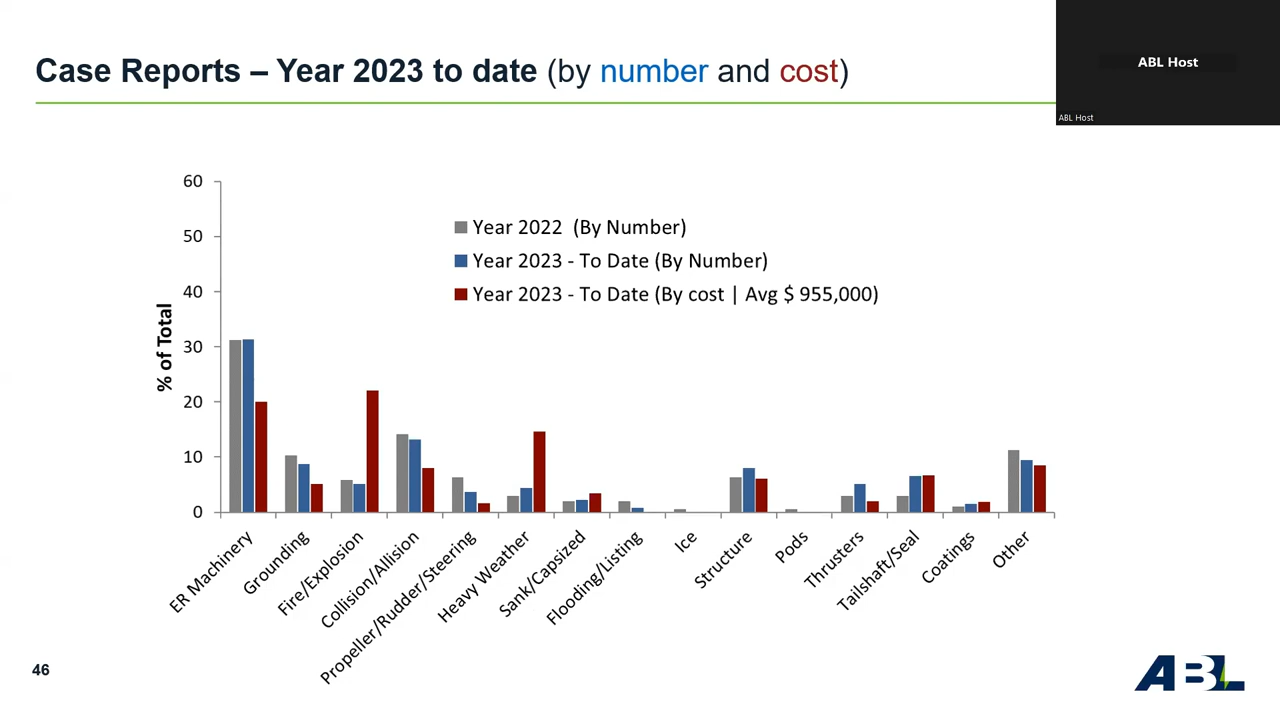 Case Reports – Year 2023 to date (by number and cost)
ABL Host
ABL Host
60
50
40
30
20
10
0
% of Total
Year 2022 (By Number)
Year 2023 - To Date (By Number)
Year 2023 - To Date (By cost | Avg $ 955,000)
ER Machinery
Grounding
Fire/Explosion
Collision/Allision
Propeller/Rudder/Steering
Heavy Weather
Sank/Capsized
Flooding/Listing
Ice
Structure
Pods
Thrusters
Tailshaft/Seal
Coatings
Other
46
ABL